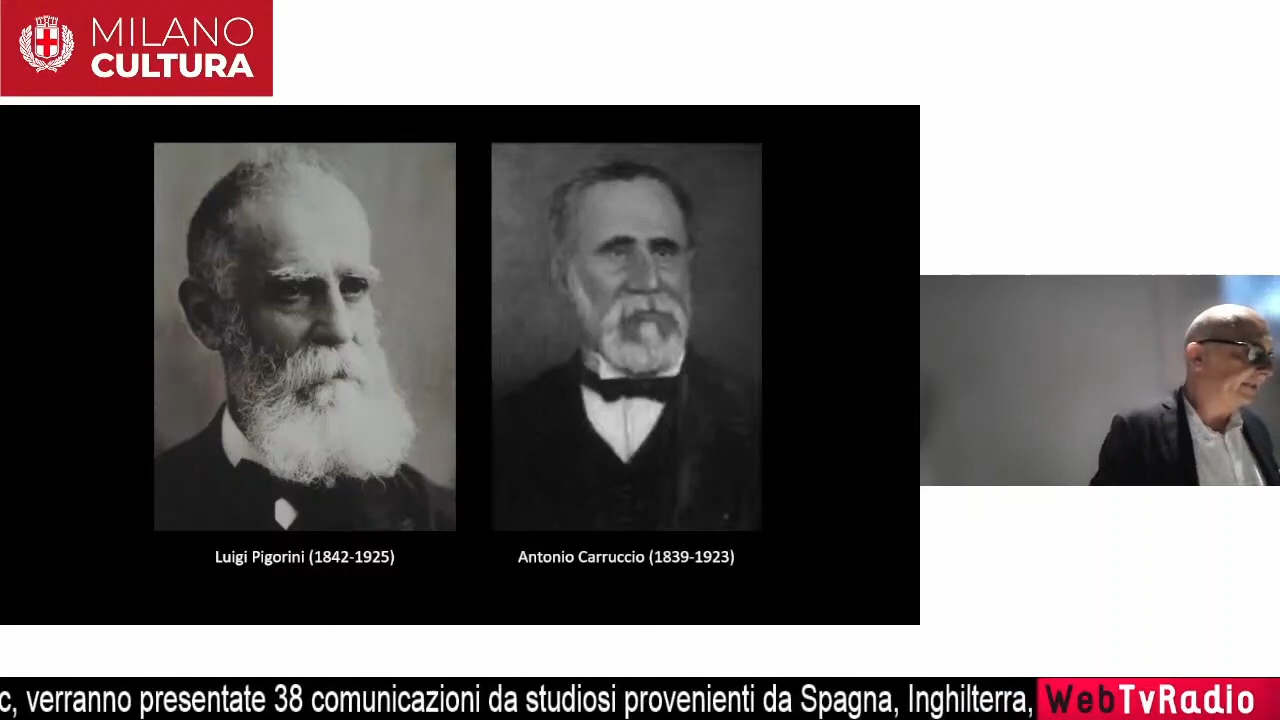 MILANO
CULTURA
Luigi Pigorini (1842-1925)
Antonio Carruccio (1839-1923)
c, verranno presentate 38 comunicazioni da studiosi provenienti da Spagna, Inghilterra,
WebTvRadio